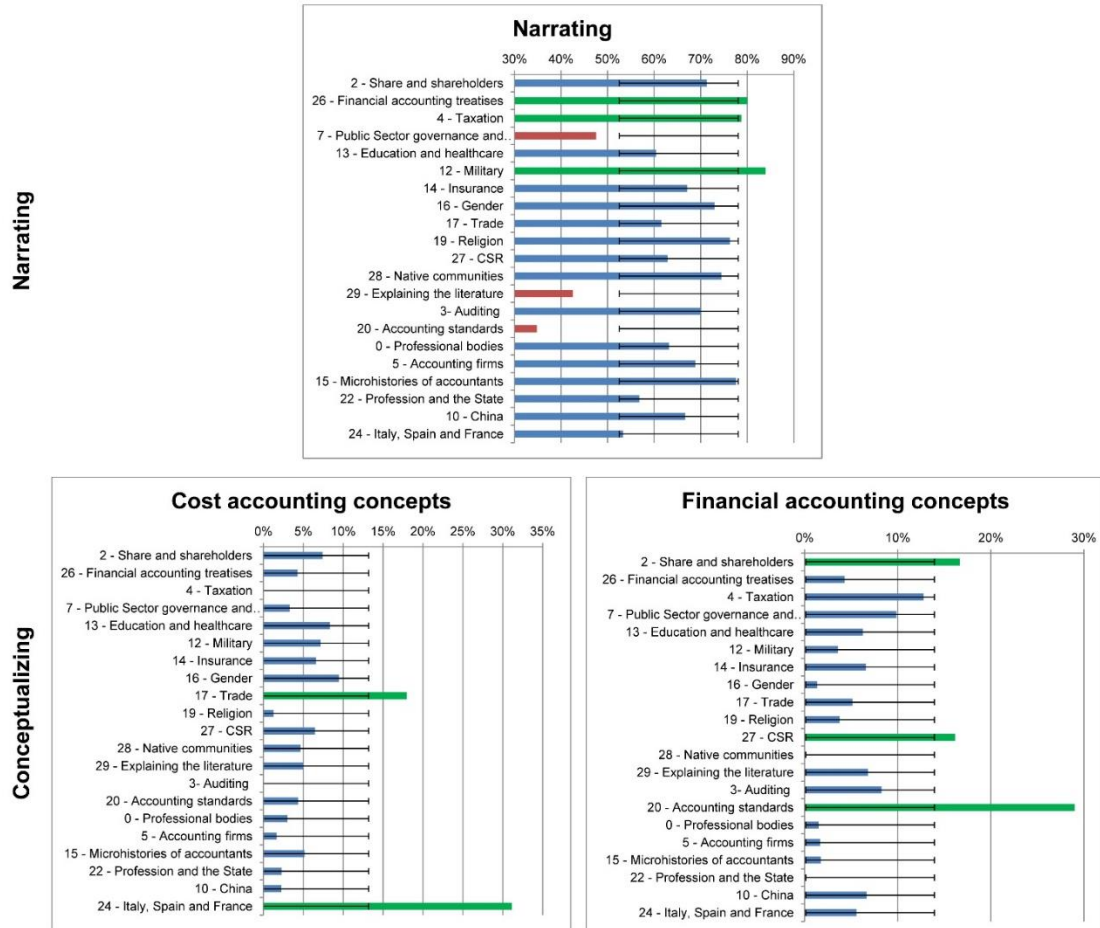 Narrating
Narrating
30% 40% 50% 60% 70% 80% 90%
2 - Share and shareholders
26 - Financial accounting treatises
4 - Taxation
7 - Public Sector governance and..
13 - Education and healthcare
12 - Military
14 - Insurance
16 - Gender
17 - Trade
19 - Religion
27 - CSR
28 - Native communities
29 - Explaining the literature
3- Auditing
20 - Accounting standards
0 - Professional bodies
5 - Accounting firms
15 - Microhistories of accountants
22 - Profession and the State
10 - China
24 - Italy, Spain and France
Conceptualizing
Cost accounting concepts
0% 5% 10% 15% 20% 25% 30% 35%
2 - Share and shareholders
26 - Financial accounting treatises
4 - Taxation
7 - Public Sector governance and..
13 - Education and healthcare
12 - Military
14 - Insurance
16 - Gender
17 - Trade
19 - Religion
27 - CSR
28 - Native communities
29 - Explaining the literature
3- Auditing
20 - Accounting standards
0 - Professional bodies
5 - Accounting firms
15 - Microhistories of accountants
22 - Profession and the State
10 - China
24 - Italy, Spain and France
Financial accounting concepts
0% 10% 20% 30%
2 - Share and shareholders
26 - Financial accounting treatises
4 - Taxation
7 - Public Sector governance and..
13 - Education and healthcare
12 - Military
14 - Insurance
16 - Gender
17 - Trade
19 - Religion
27 - CSR
28 - Native communities
29 - Explaining the literature
3- Auditing
20 - Accounting standards
0 - Professional bodies
5 - Accounting firms
15 - Microhistories of accountants
22 - Profession and the State
10 - China
24 - Italy, Spain and France